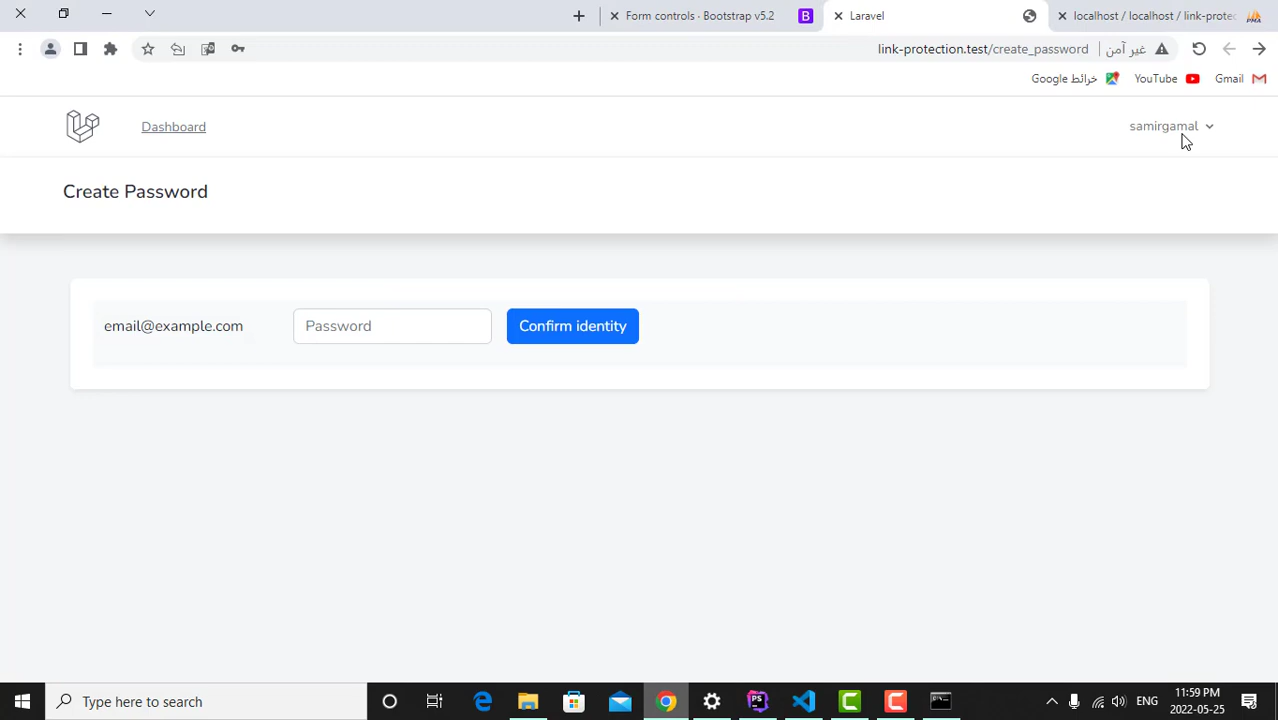 Form controls · Bootstrap v5.2
Laravel
localhost / localhost / link-protec
link-protection.test/create_password
غير آمن
خرائط Google
YouTube
Gmail
Dashboard
samirgamal
Create Password
email@example.com
Password
Confirm identity
Type here to search
ENG
11:59 PM
2022-05-25